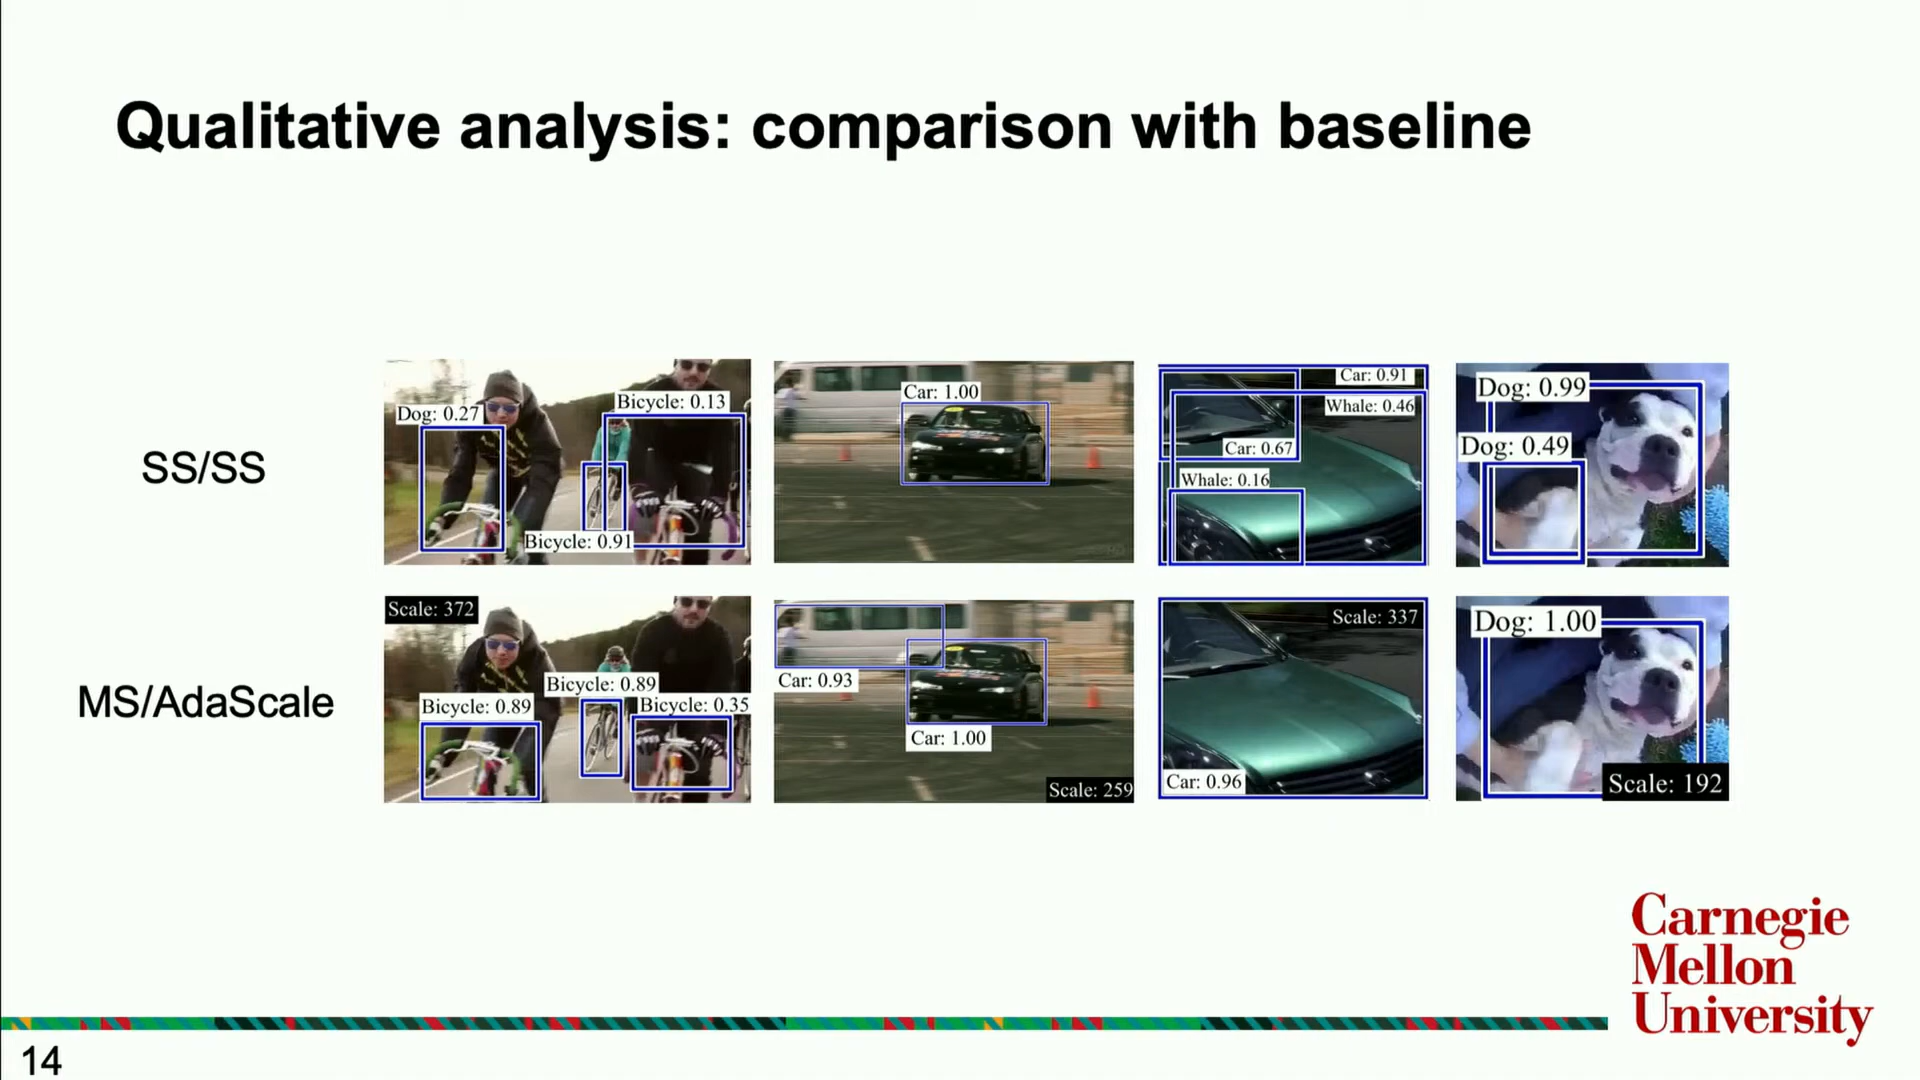 Qualitative analysis: comparison with baseline
SS/SS
Dog: 0.27
Bicycle: 0.13
Bicycle: 0.91
Car: 1.00
Car: 0.91
Whale: 0.46
Car: 0.67
Whale: 0.16
Dog: 0.99
Dog: 0.49
MS/AdaScale
Scale: 372
Bicycle: 0.89
Bicycle: 0.89
Bicycle: 0.35
Car: 0.93
Car: 1.00
Scale: 259
Scale: 337
Car: 0.96
Dog: 1.00
Scale: 192
Carnegie
Mellon
University
14